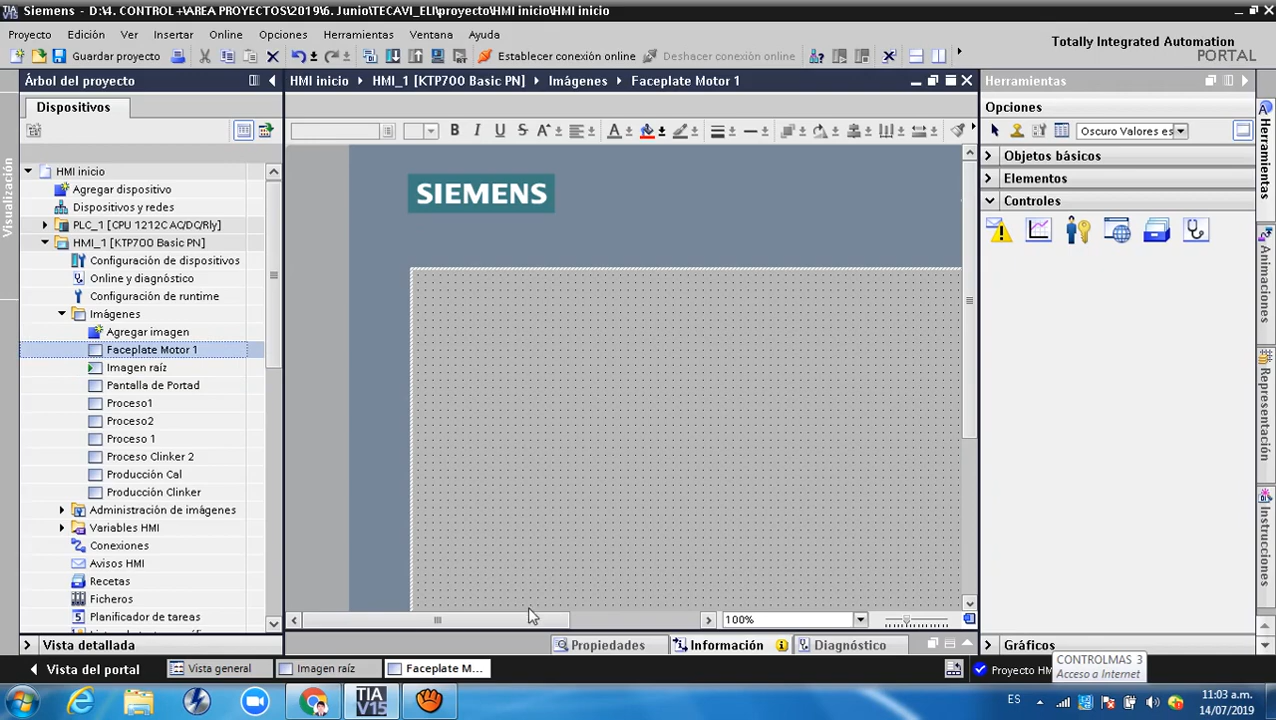 Siemens - D:\4. CONTROL +\AREA PROYECTOS\2019\6. Junio\TECAVI_ELI\proyecto\HMI inicio\HMI inicio
Proyecto Edición Ver Insertar Online Opciones Herramientas Ventana Ayuda
Totally Integrated Automation
PORTAL
Guardar proyecto Establecer conexión online Deshacer conexión online
Árbol del proyecto
HMI inicio HMI_1 [KTP700 Basic PN] Imágenes Faceplate Motor 1
Herramientas
Dispositivos
Opciones
B I U S A A
Oscuro Valores es
Visualización
HMI inicio
Agregar dispositivo
Dispositivos y redes
PLC_1 [CPU 1212C AC/DC/Rly]
HMI_1 [KTP700 Basic PN]
Configuración de dispositivos
Online y diagnóstico
Configuración de runtime
Imágenes
Agregar imagen
Faceplate Motor 1
Imagen raíz
Pantalla de Portad
Proceso1
Proceso2
Proceso 1
Proceso Clinker 2
Producción Cal
Producción Clinker
Administración de imágenes
Variables HMI
Conexiones
Avisos HMI
Recetas
Ficheros
Planificador de tareas
SIEMENS
Objetos básicos
Elementos
Controles
Herramientas
Animaciones
Representación
Instrucciones
100%
Propiedades Información Diagnóstico
Vista detallada
Gráficos
Vista del portal Vista general Imagen raíz Faceplate M...
Proyecto HM
CONTROLMAS 3
Acceso a Internet
TIA
V15
ES
11:03 a.m.
14/07/2019